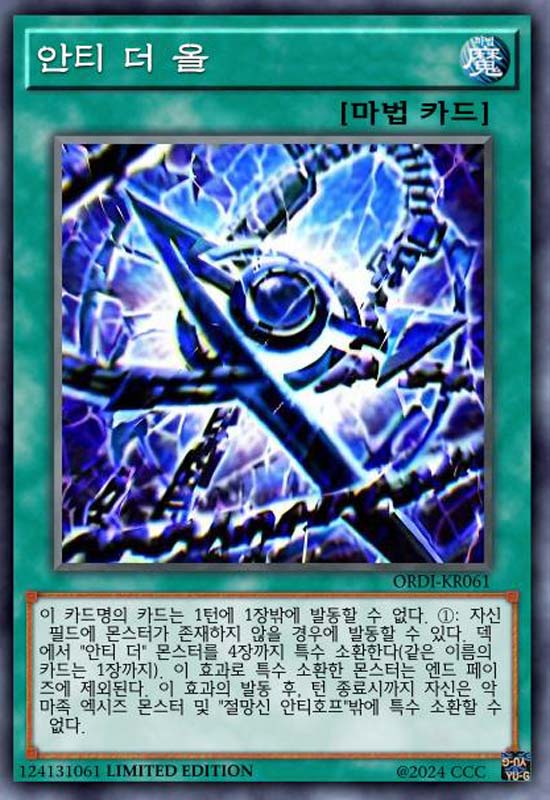 안티 더 올
마법
魔
[마법 카드]
ORDI-KR061
이 카드명의 카드는 1턴에 1장밖에 발동할 수 없다. ①: 자신
필드에 몬스터가 존재하지 않을 경우에 발동할 수 있다. 덱
에서 "안티 더" 몬스터를 4장까지 특수 소환한다(같은 이름의
카드는 1장까지). 이 효과로 특수 소환한 몬스터는 엔드 페이
즈에 제외된다. 이 효과의 발동 후, 턴 종료시까지 자신은 악
마족 엑시즈 몬스터 및 "절망신 안티호프"밖에 특수 소환할 수
없다.
124131061 LIMITED EDITION
@2024 CCC
YU-G